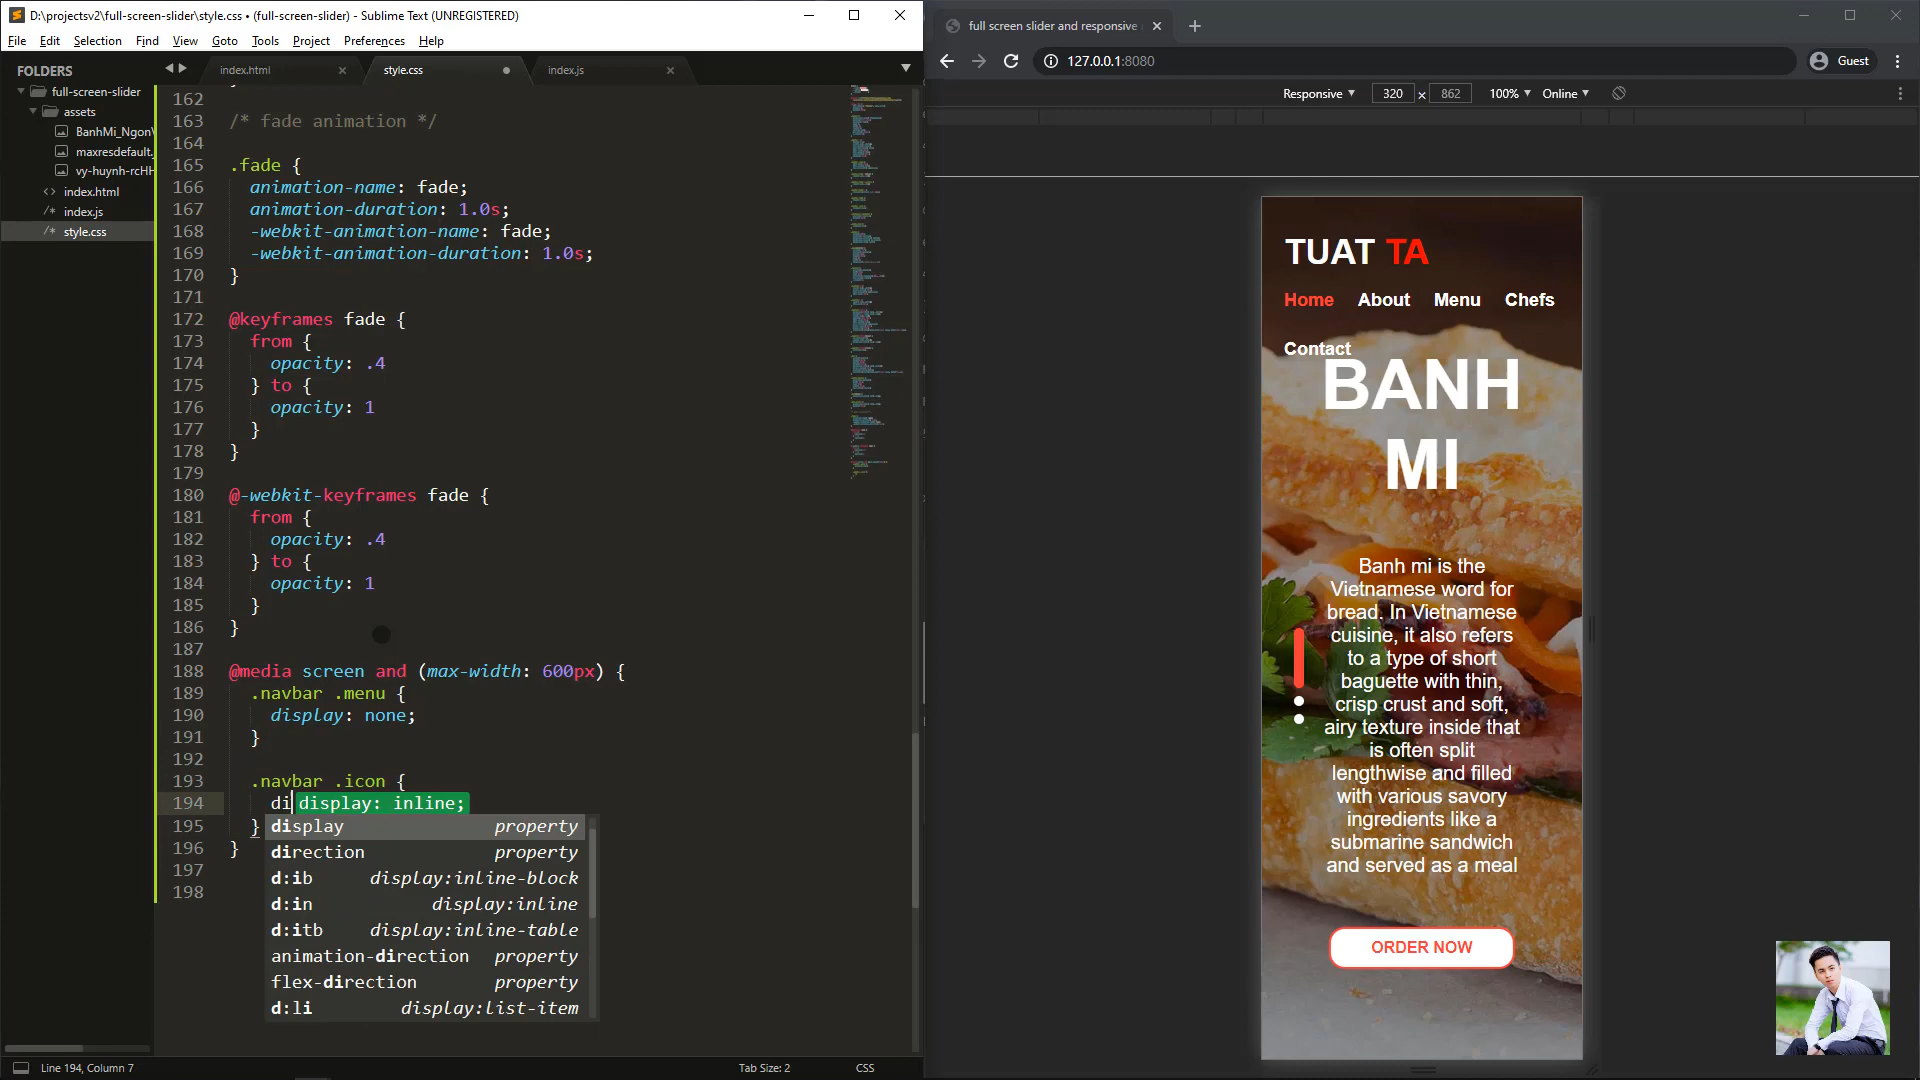 D:\projectsv2\full-screen-slider\style.css • (full-screen-slider) - Sublime Text (UNREGISTERED)
File Edit Selection Find View Goto Tools Project Preferences Help
FOLDERS
full-screen-slider
assets
BanhMi_Ngon
maxresdefault.
vy-huynh-rcHH
index.html
index.js
style.css
index.html
style.css
index.js
162
163 /* fade animation */
164
165 .fade {
166 animation-name: fade;
167 animation-duration: 1.0s;
168 -webkit-animation-name: fade;
169 -webkit-animation-duration: 1.0s;
170 }
171
172 @keyframes fade {
173 from {
174 opacity: .4
175 } to {
176 opacity: 1
177 }
178 }
179
180 @-webkit-keyframes fade {
181 from {
182 opacity: .4
183 } to {
184 opacity: 1
185 }
186 }
187
188 @media screen and (max-width: 600px) {
189 .navbar .menu {
190 display: none;
191 }
192
193 .navbar .icon {
194 di display: inline;
195 }
196 }
197
198
display property
direction property
d:ib display:inline-block
d:in display:inline
d:itb display:inline-table
animation-direction property
flex-direction property
d:li display:list-item
Line 194, Column 7
Tab Size: 2
CSS
full screen slider and responsive
127.0.0.1:8080
Guest
Responsive 320 × 862 100% Online
TUAT TA
Home About Menu Chefs
Contact
BANH
MI
Banh mi is the
Vietnamese word for
bread. In Vietnamese
cuisine, it also refers
to a type of short
baguette with thin,
crisp crust and soft,
airy texture inside that
is often split
lengthwise and filled
with various savory
ingredients like a
submarine sandwich
and served as a meal
ORDER NOW